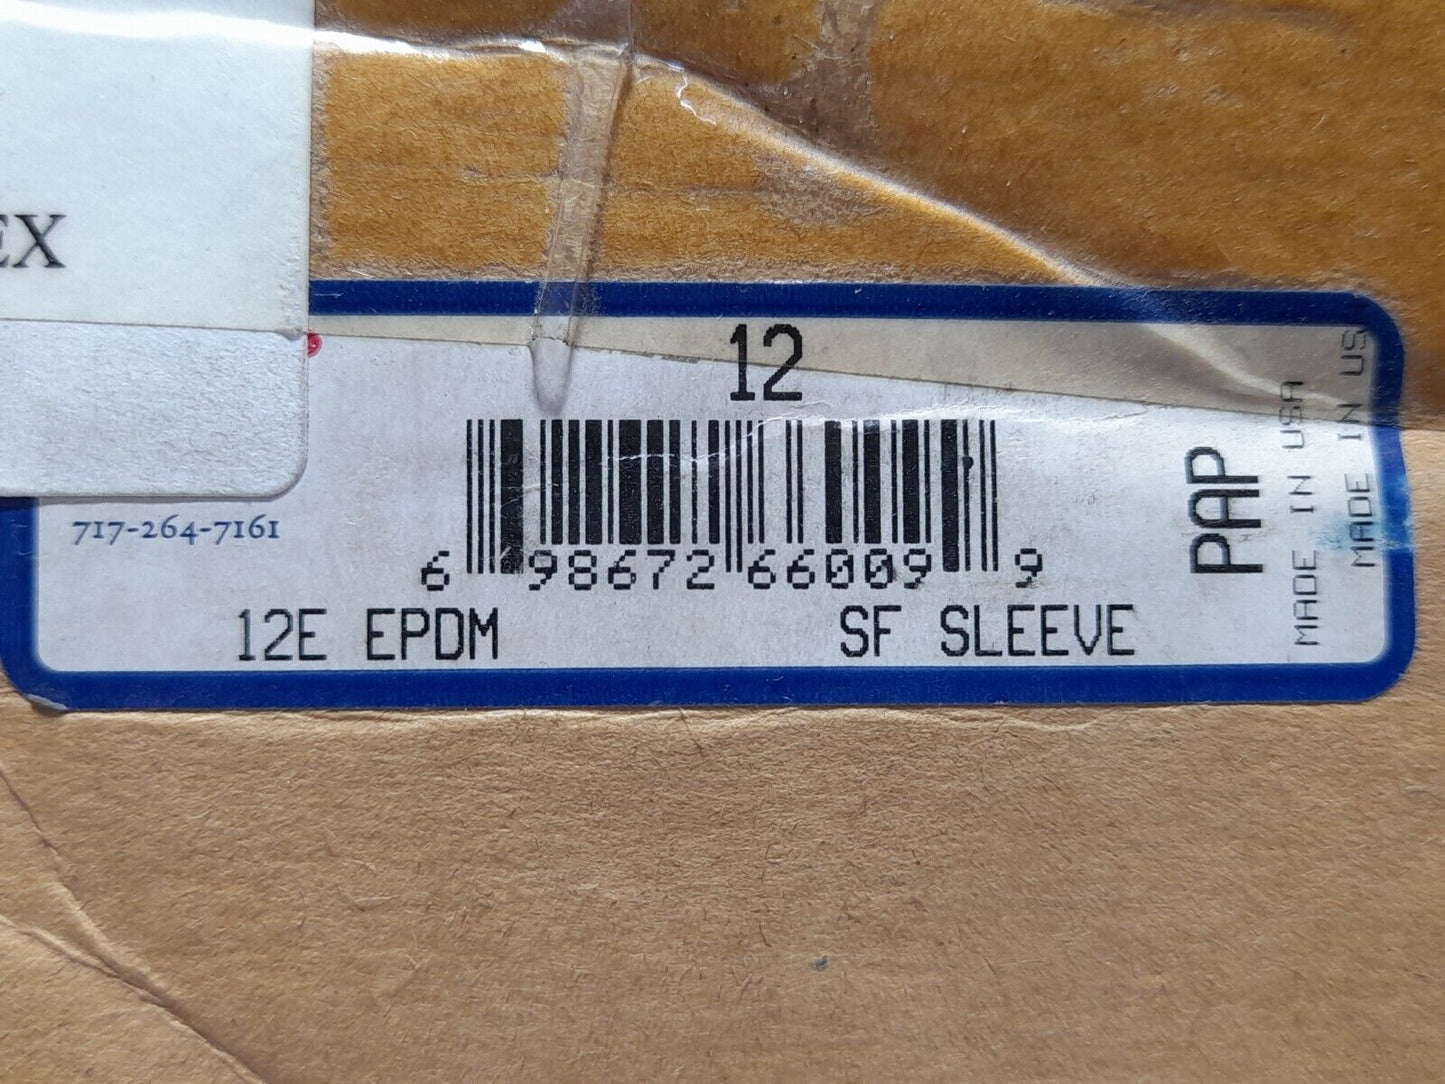 EX
12
717-264-7161
6 98672 66009 9
12E EPDM SF SLEEVE
PAP
MADE IN USA
MADE IN US